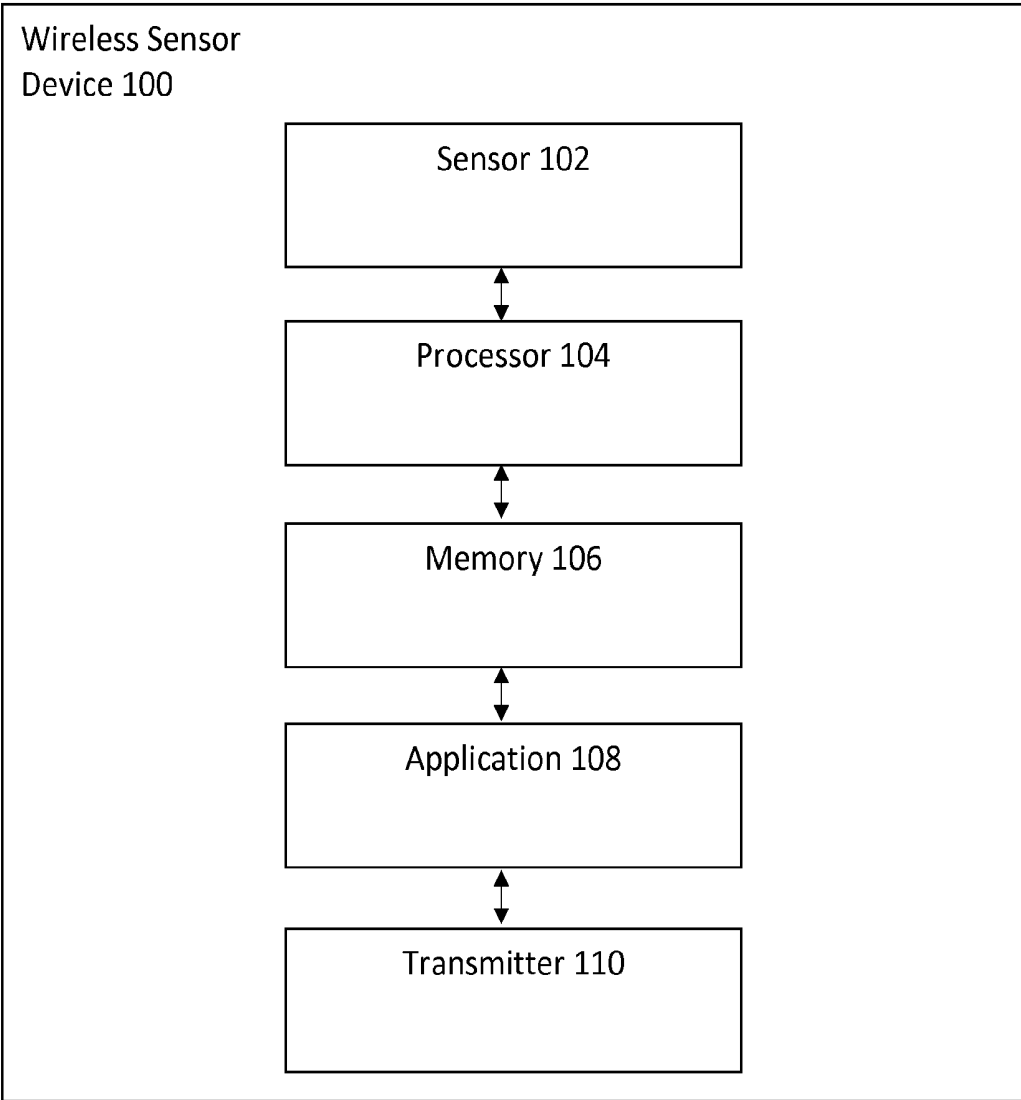 Wireless Sensor
Device 100
Sensor 102
Processor 104
Memory 106
Application 108
Transmitter 110